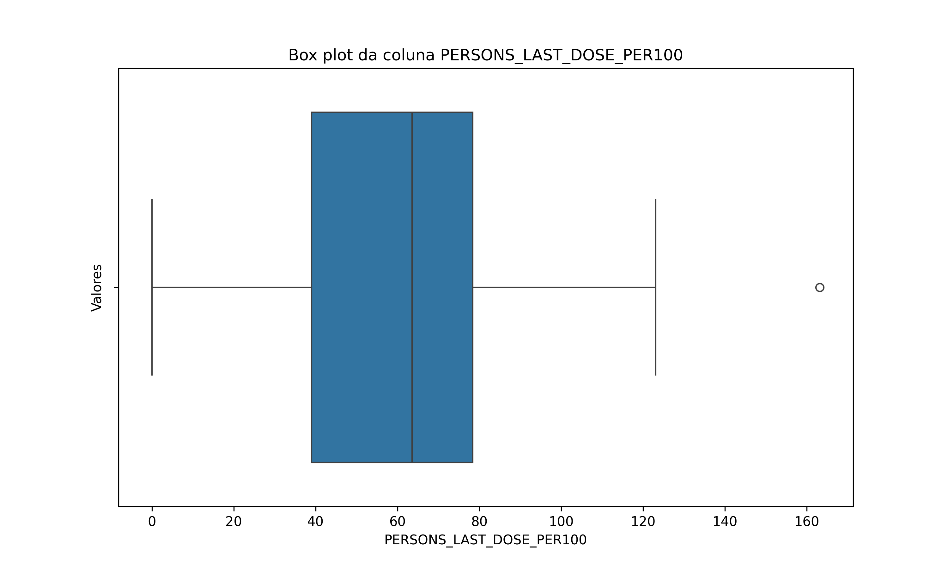 Box plot da coluna PERSONS_LAST_DOSE_PER100
Valores
0 20 40 60 80 100 120 140 160
PERSONS_LAST_DOSE_PER100